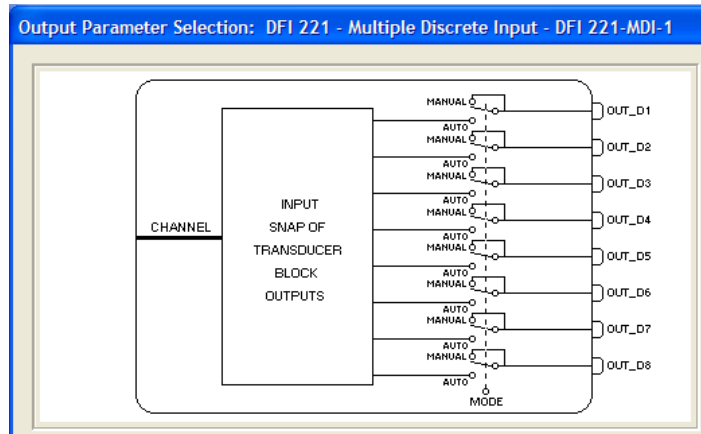 Output Parameter Selection: DFI 221 - Multiple Discrete Input - DFI 221-MDI-1
MANUAL
OUT_D1
AUTO
MANUAL
OUT_D2
AUTO
MANUAL
OUT_D3
AUTO
MANUAL
OUT_D4
AUTO
MANUAL
OUT_D5
AUTO
MANUAL
OUT_D6
AUTO
MANUAL
OUT_D7
AUTO
MANUAL
OUT_D8
AUTO
CHANNEL
INPUT
SNAP OF
TRANSDUCER
BLOCK
OUTPUTS
MODE